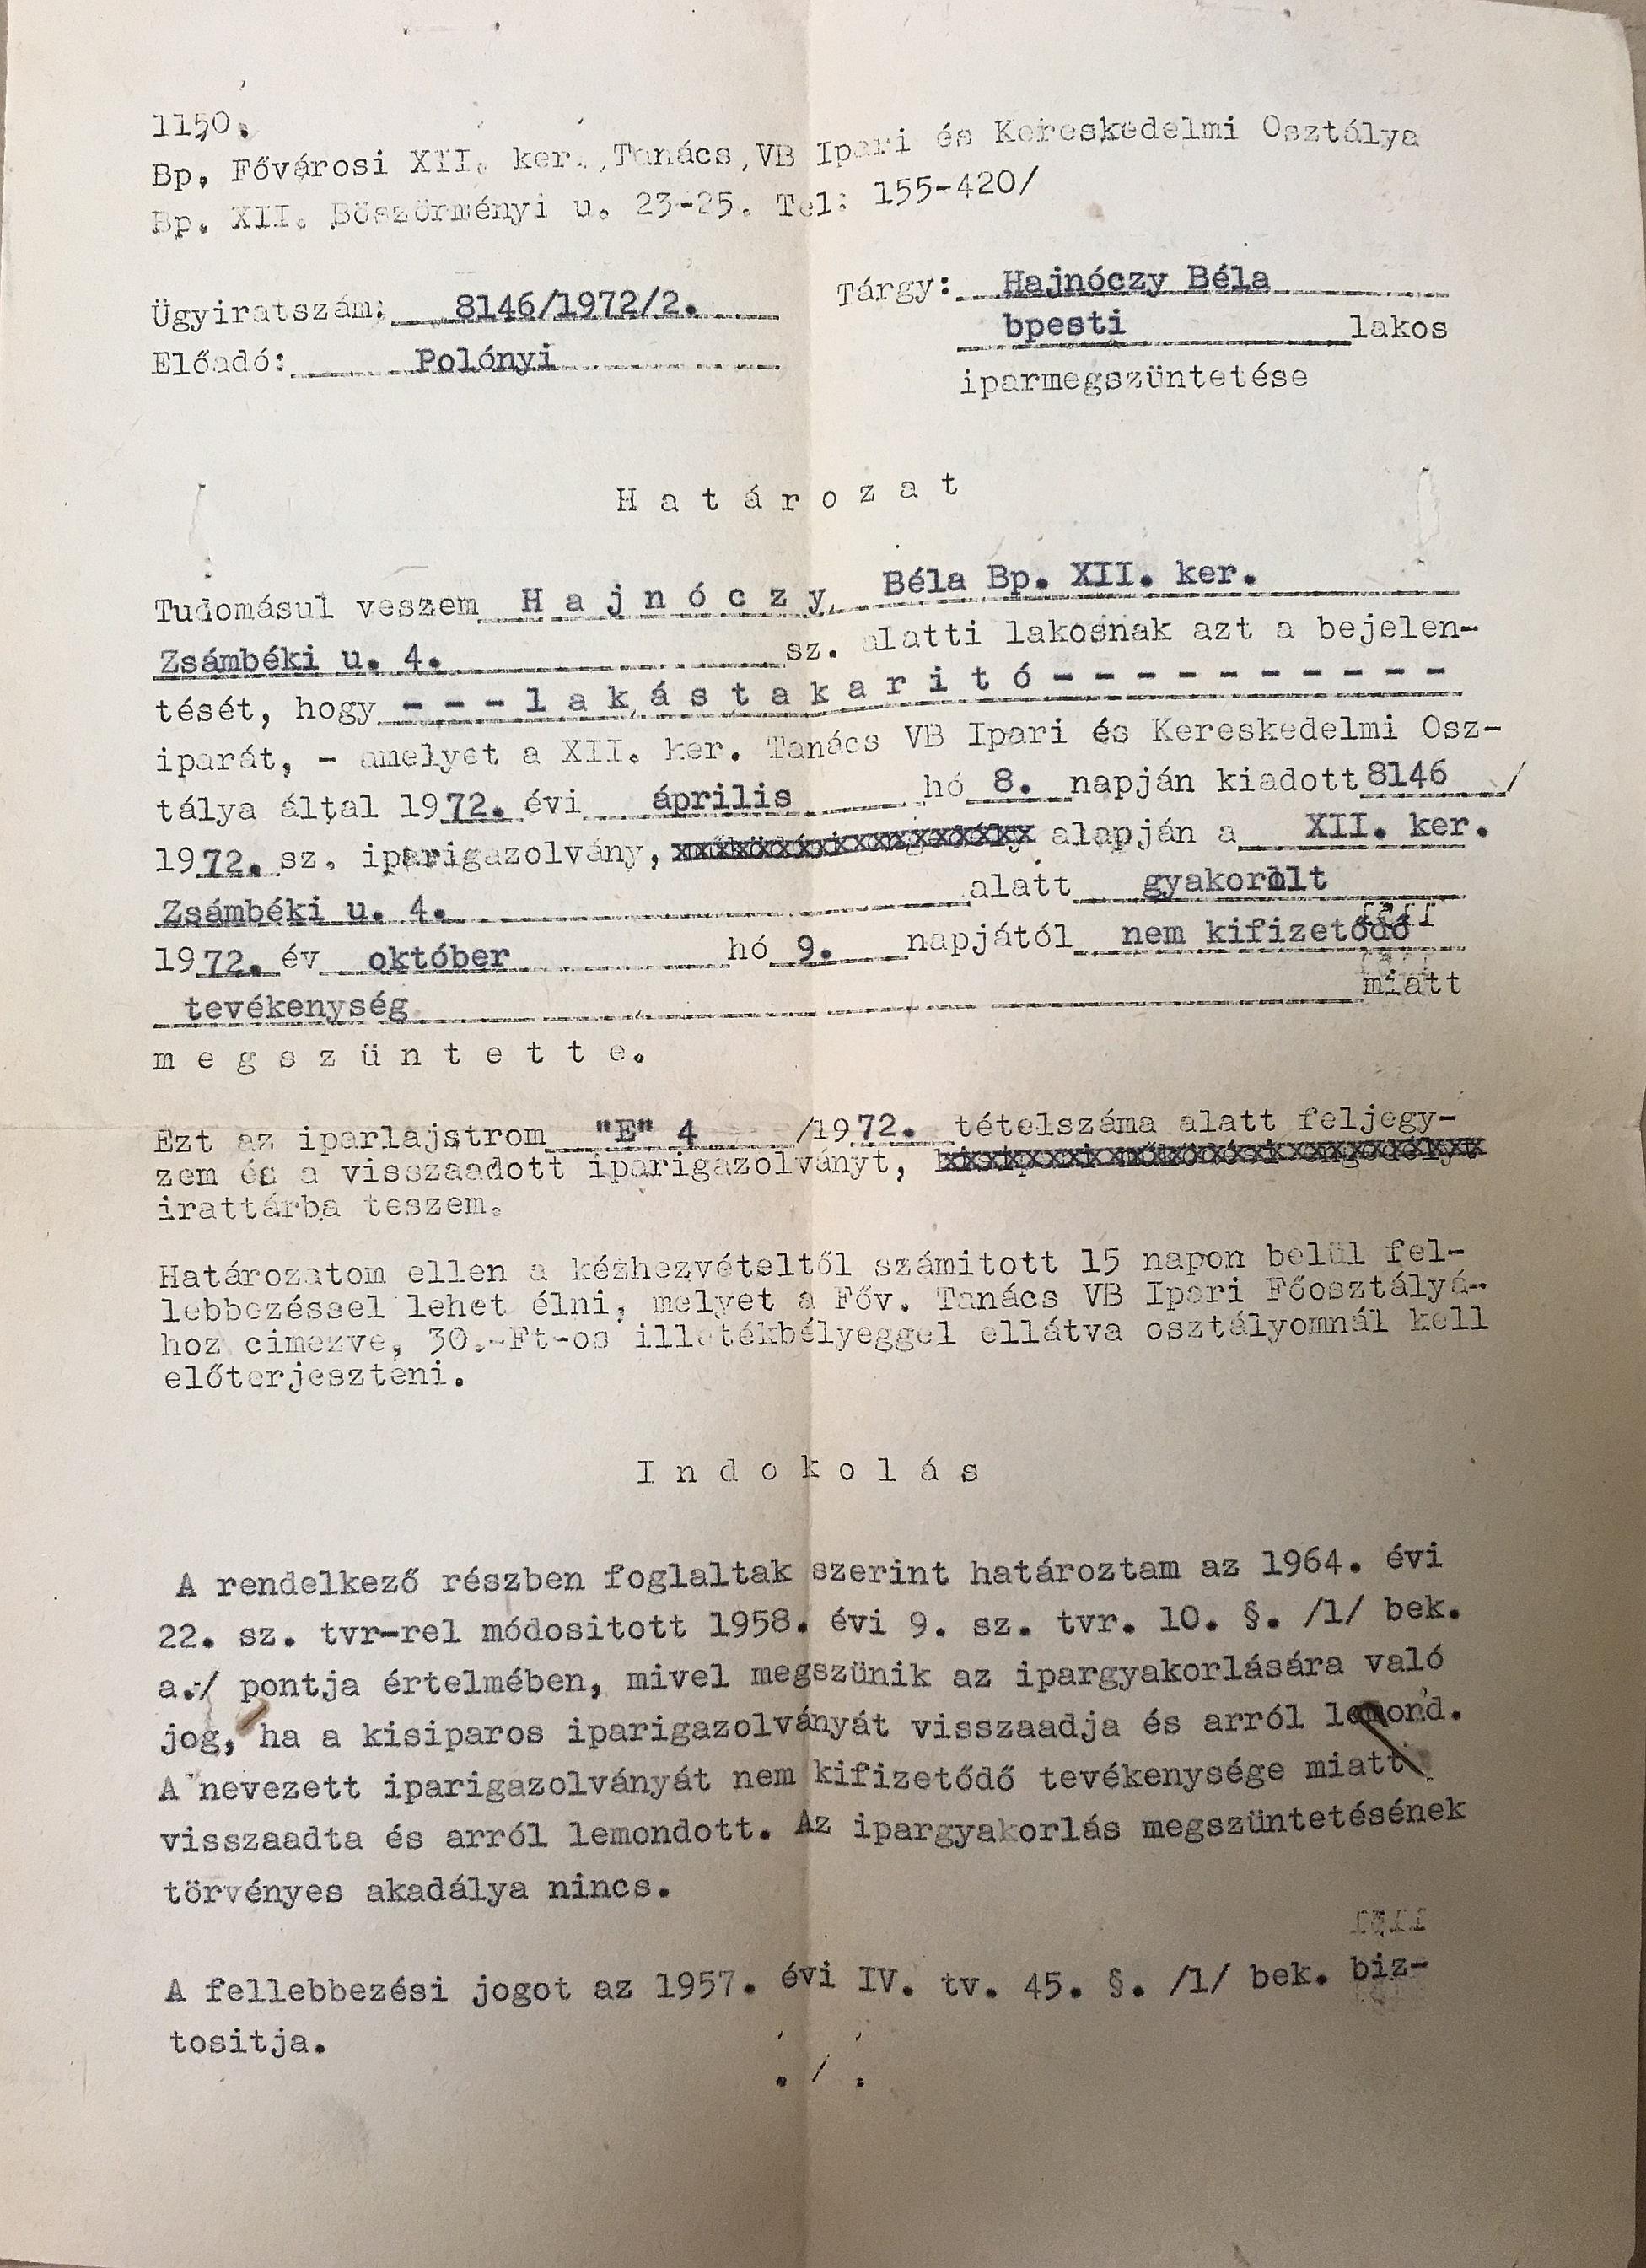 1150.
Bp. Fővárosi XII. ker. Tanács VB Ipari és Kereskedelmi Osztálya
Bp. XII. Böszörményi u. 23-25. Tel: 155-420/
Ügyiratszám: 8146/1972/2.
Előadó: Polónyi
Tárgy: Hajnóczy Béla
bpesti lakos
iparmegszüntetése
H a t á r o z a t
Tudomásul veszem H a j n ó c z y Béla Bp. XII. ker.
Zsámbéki u. 4. sz. alatti lakosnak azt a bejelen-
tését, hogy - - - l a k á s t a k a r i t ó - - - - - - - - - -
iparát, - amelyet a XII. ker. Tanács VB Ipari és Kereskedelmi Osz-
tálya által 1972. évi április hó 8. napján kiadott 8146 /
1972. sz. iparigazolvány, alapján a XII. ker.
Zsámbéki u. 4. alatt gyakorolt
1972. év október hó 9. napjától nem kifizetődő
tevékenység miatt
m e g s z ü n t e t t e.
Ezt az iparlajstrom "E" 4 /1972. tételszáma alatt feljegy-
zem és a visszaadott iparigazolványt,
irattárba teszem.
Határozatom ellen a kézhezvételtől számitott 15 napon belül fel-
lebbezéssel lehet élni, melyet a Főv. Tanács VB Ipari Főosztályá-
hoz cimezve, 30.-Ft-os illetékbélyeggel ellátva osztályomnál kell
előterjeszteni.
I n d o k o l á s
A rendelkező részben foglaltak szerint határoztam az 1964. évi
22. sz. tvr-rel módositott 1958. évi 9. sz. tvr. 10. §. /1/ bek.
a./ pontja értelmében, mivel megszünik az ipargyakorlására való
jog, ha a kisiparos iparigazolványát visszaadja és arról lemond.
A nevezett iparigazolványát nem kifizetődő tevékenysége miatt
visszaadta és arról lemondott. Az ipargyakorlás megszüntetésének
törvényes akadálya nincs.
A fellebbezési jogot az 1957. évi IV. tv. 45. §. /1/ bek. biz-
tositja.
./.